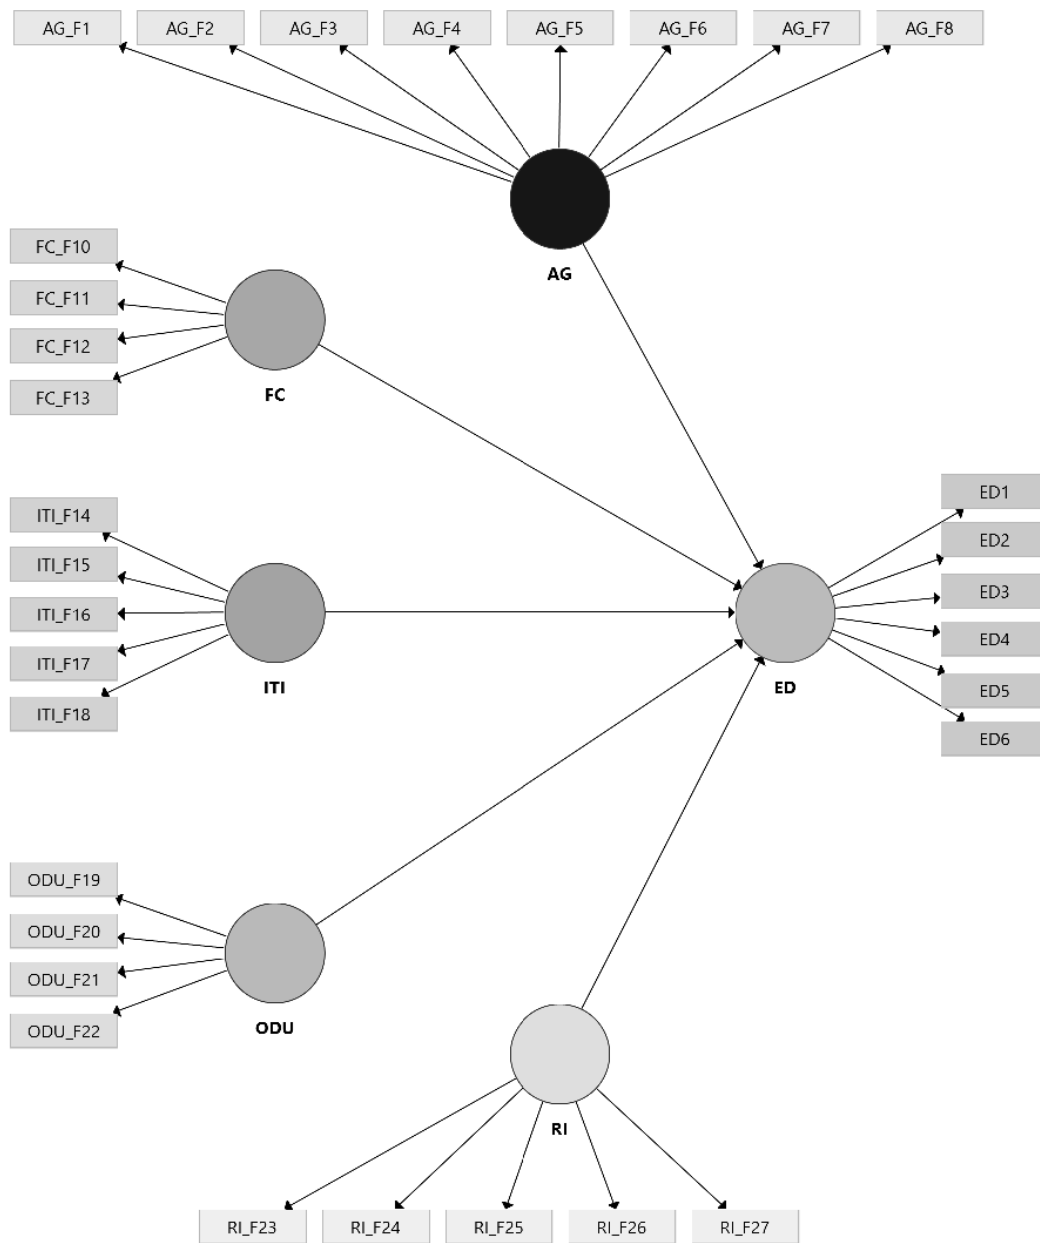 AG_F1
AG_F2
AG_F3
AG_F4
AG_F5
AG_F6
AG_F7
AG_F8
AG
FC_F10
FC_F11
FC_F12
FC_F13
FC
ITI_F14
ITI_F15
ITI_F16
ITI_F17
ITI_F18
ITI
ED1
ED2
ED3
ED4
ED5
ED6
ED
ODU_F19
ODU_F20
ODU_F21
ODU_F22
ODU
RI
RI_F23
RI_F24
RI_F25
RI_F26
RI_F27